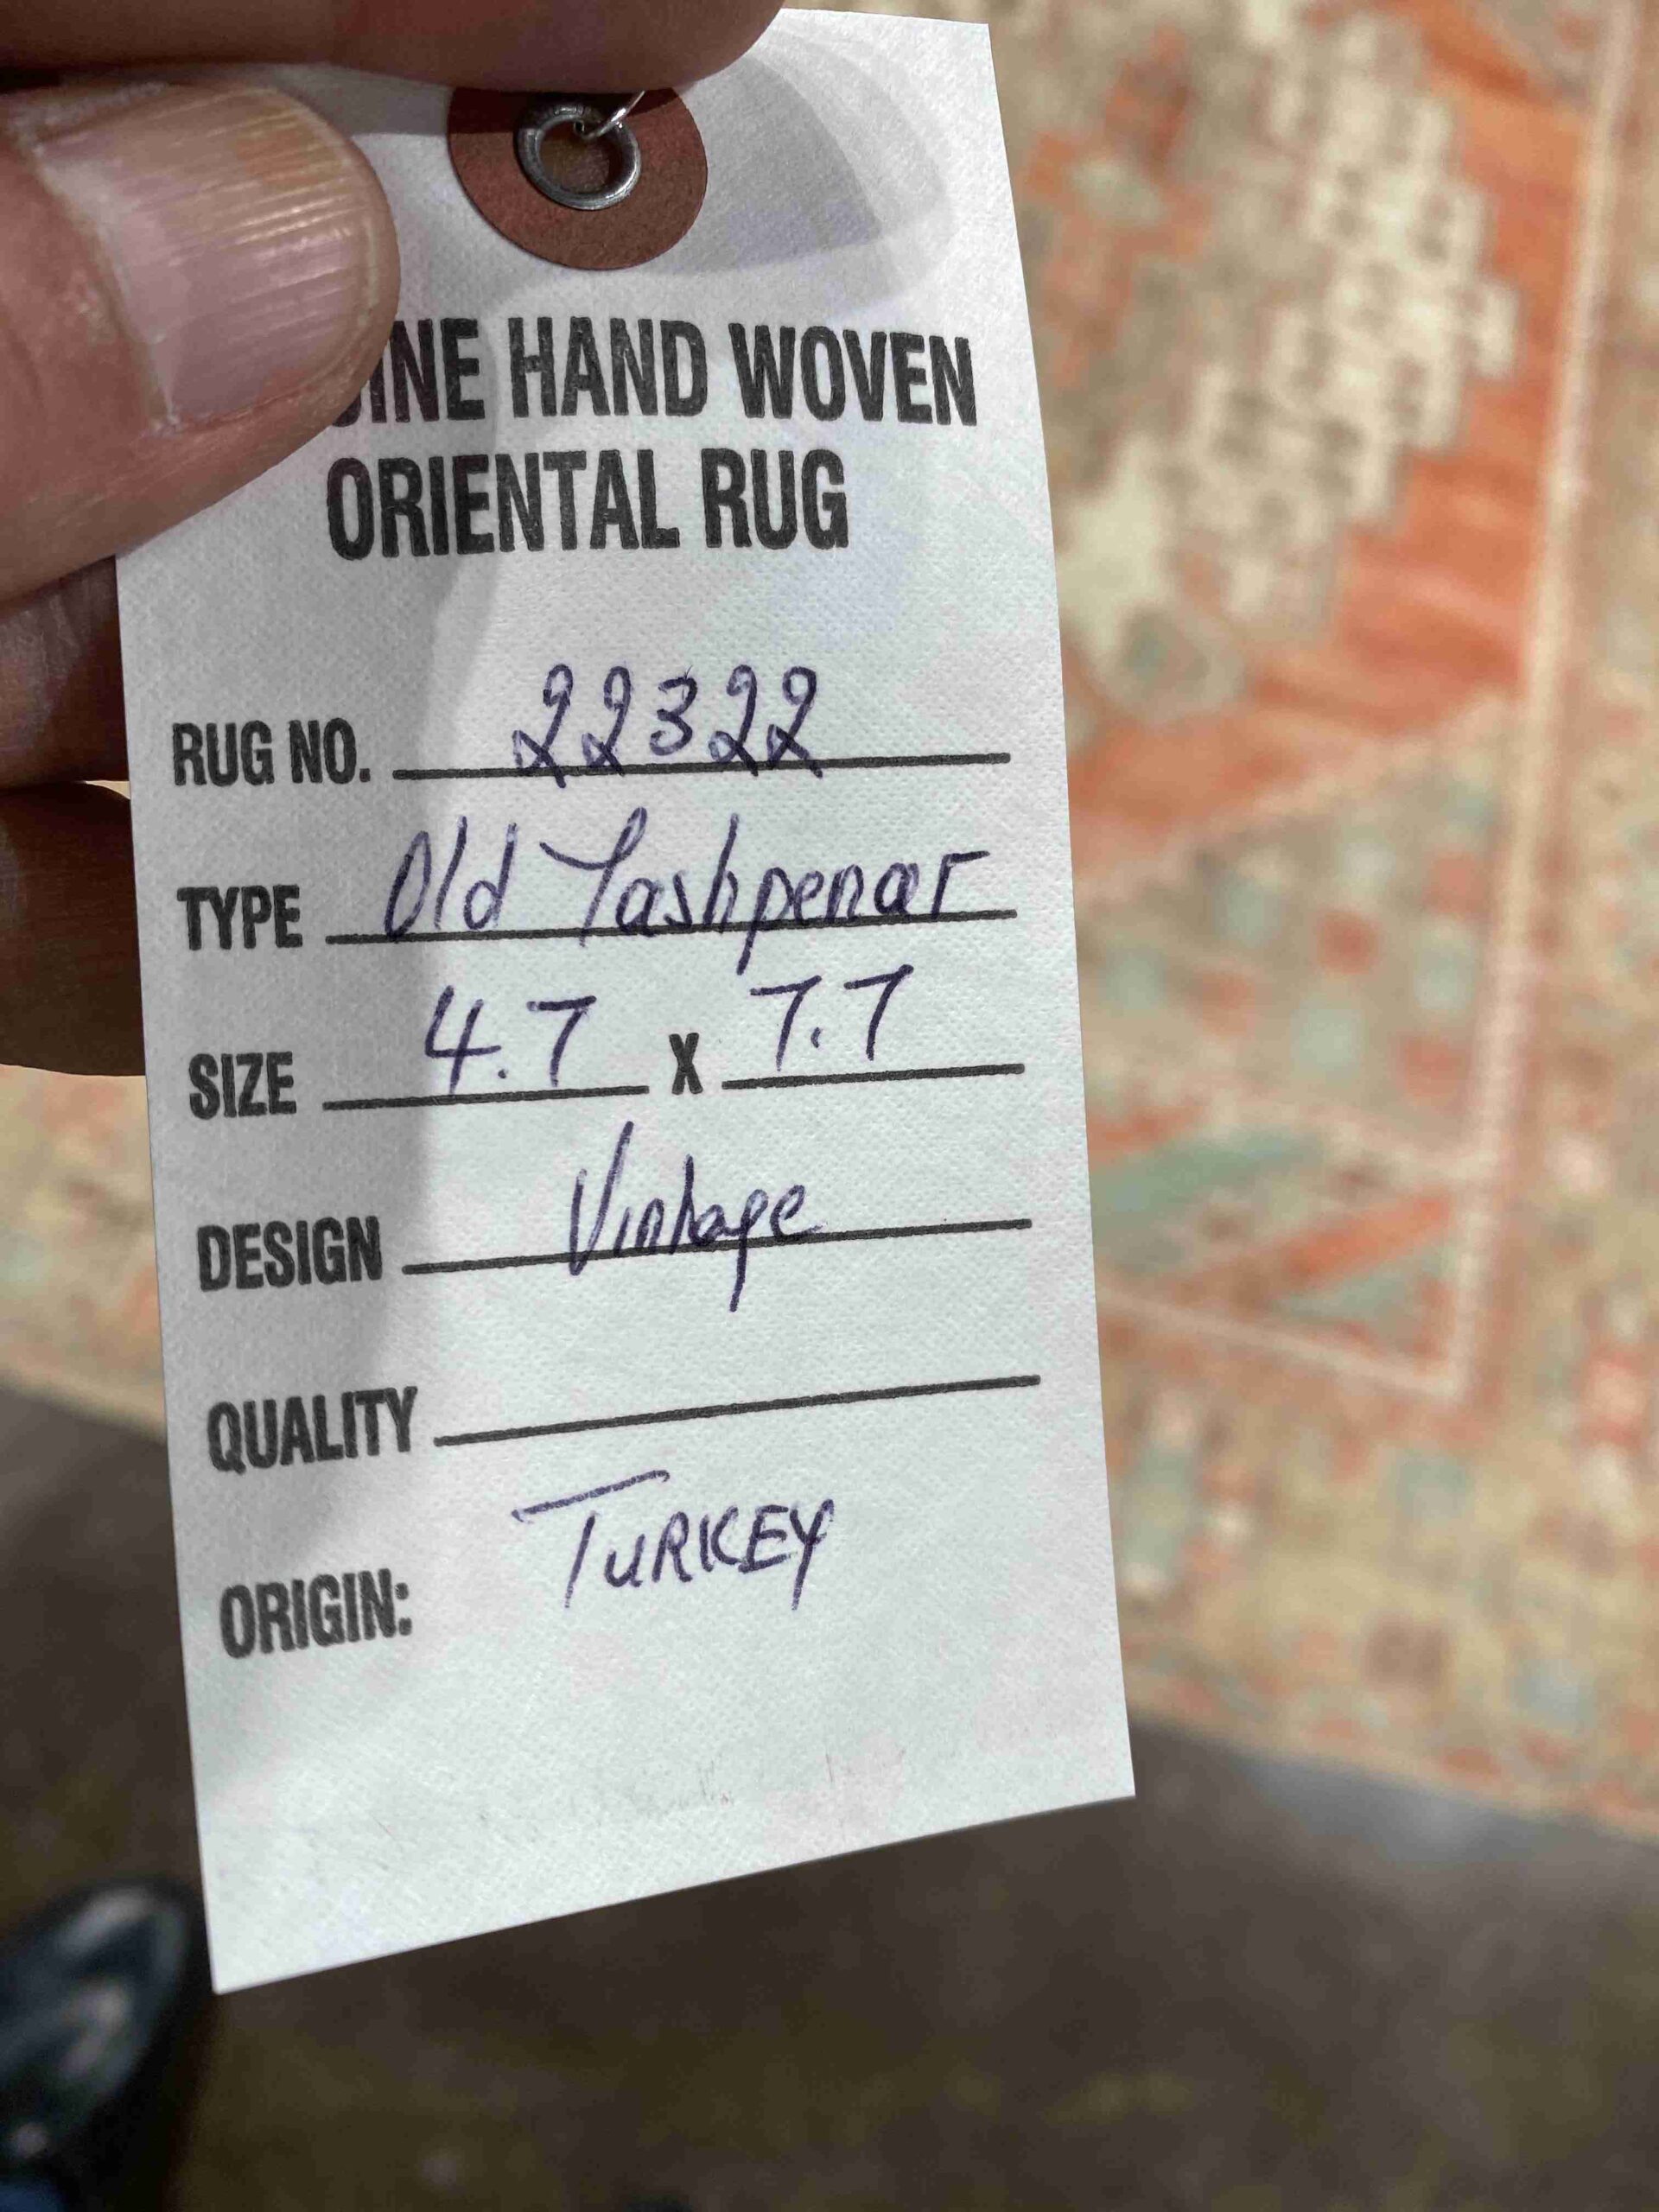 INE HAND WOVEN
ORIENTAL RUG
RUG NO. 22322
TYPE Old Tashpenar
SIZE 4.7 X 7.7
DESIGN Vintage
QUALITY
ORIGIN: TURKEY